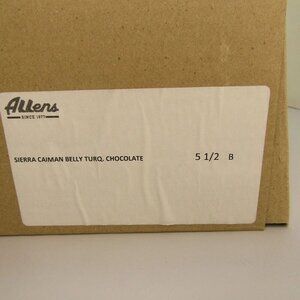 Allens
SINCE 1977
SIERRA CAIMAN BELLY TURQ. CHOCOLATE 5 1/2 B